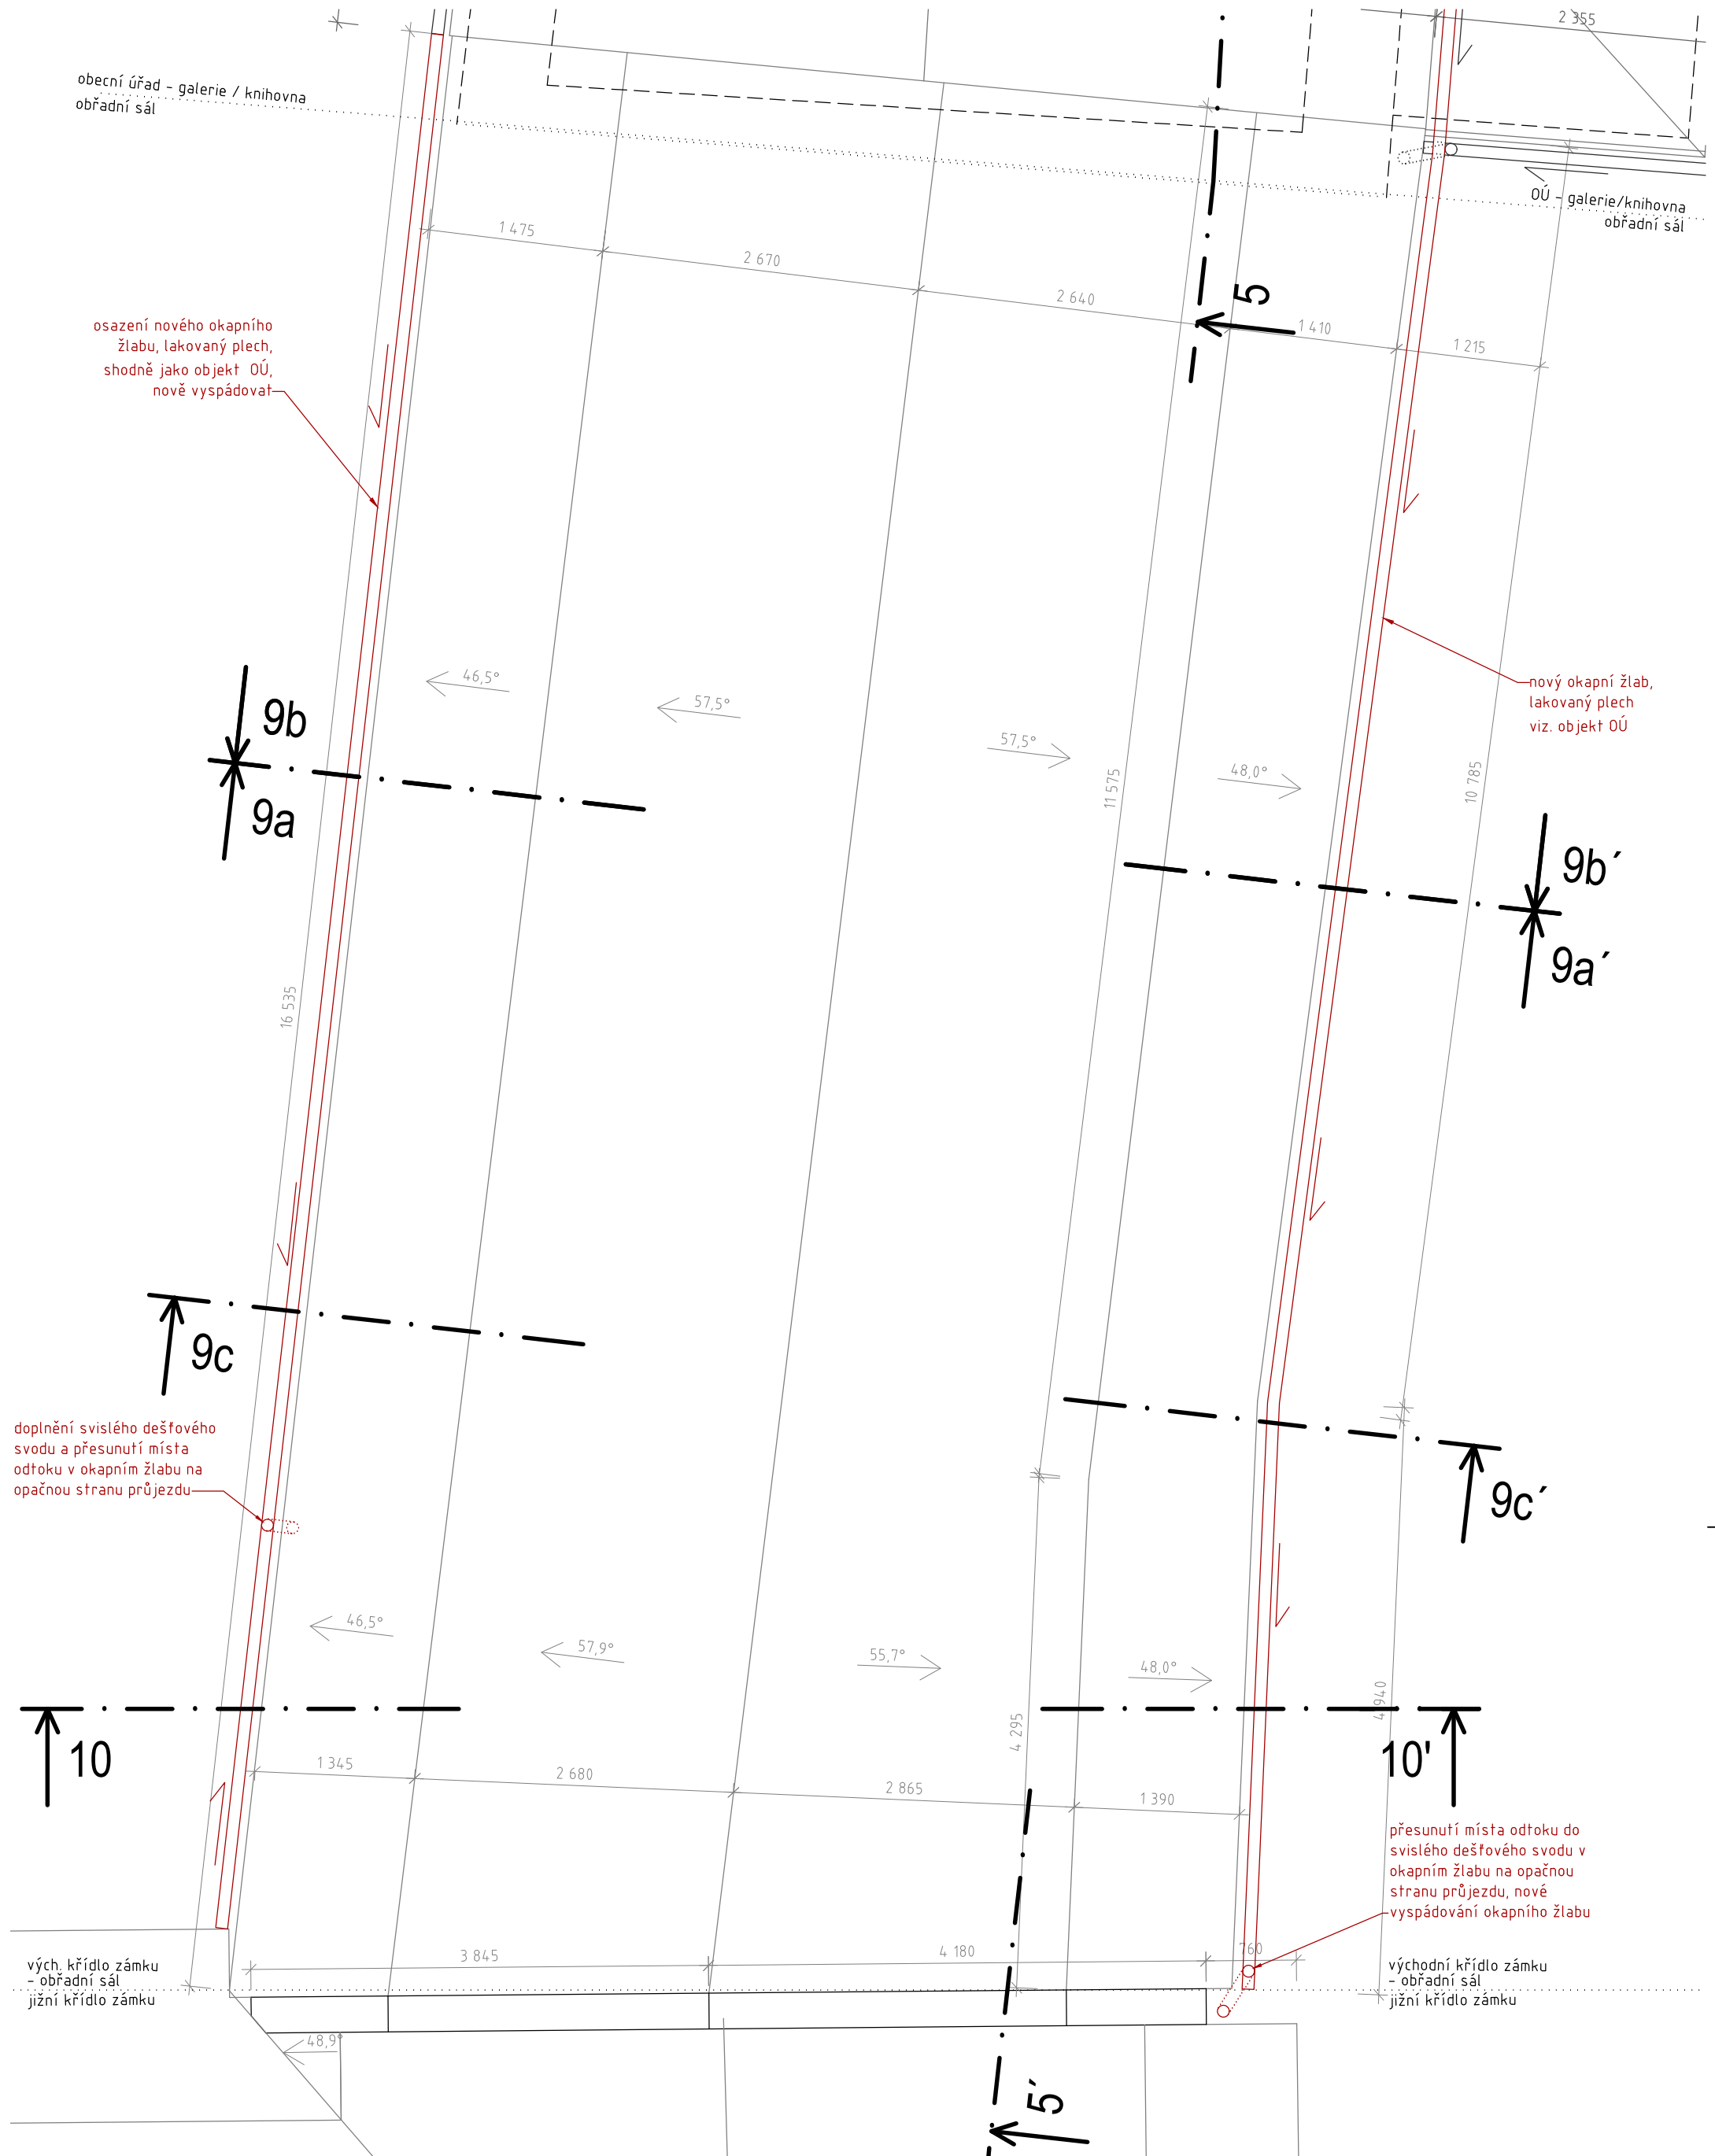 2 355
obecní úřad - galerie / knihovna
obřadní sál
OÚ - galerie/knihovna
obřadní sál
1 475
2 670
2 640
1 410
1 215
5
osazení nového okapního
žlabu, lakovaný plech,
shodně jako objekt OÚ,
nově vyspádovat
46,5°
57,5°
57,5°
48,0°
nový okapní žlab,
lakovaný plech
viz. objekt OÚ
9b
9a
11 575
10 785
9b´
9a´
16 535
9c
9c´
doplnění svislého dešťového
svodu a přesunutí místa
odtoku v okapním žlabu na
opačnou stranu průjezdu
46,5°
57,9°
55,7°
48,0°
4 295
4 940
10
10'
1 345
2 680
2 865
1 390
přesunutí místa odtoku do
svislého dešťového svodu v
okapním žlabu na opačnou
stranu průjezdu, nové
vyspádování okapního žlabu
3 845
4 180
760
vých. křídlo zámku
- obřadní sál
jižní křídlo zámku
východní křídlo zámku
- obřadní sál
jižní křídlo zámku
48,9°
5´